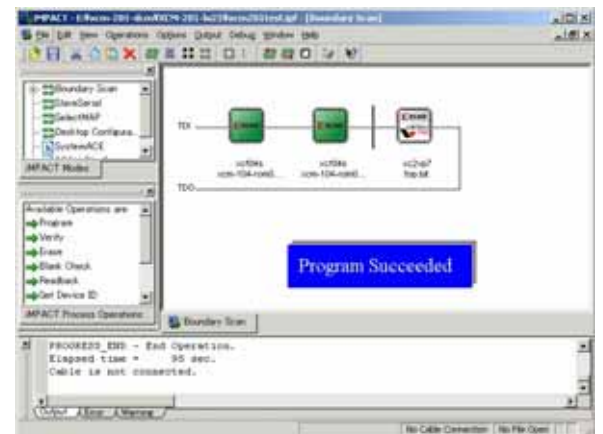 File Edit View Operations Options Output Debug Window Help
Boundary Scan
SlaveSerial
SelectMAP
Desktop Configura...
SystemACE
iMPACT Modes
Available Operations are:
Program
Verify
Erase
Blank Check
Readback
Get Device ID
iMPACT Process Operations
TDI
TDO
top.bit
Program Succeeded
Boundary Scan
PROGRESS_END - End Operation.
Elapsed time = 95 sec.
Cable is not connected.
Output Error Warning
No Cable Connection No File Open